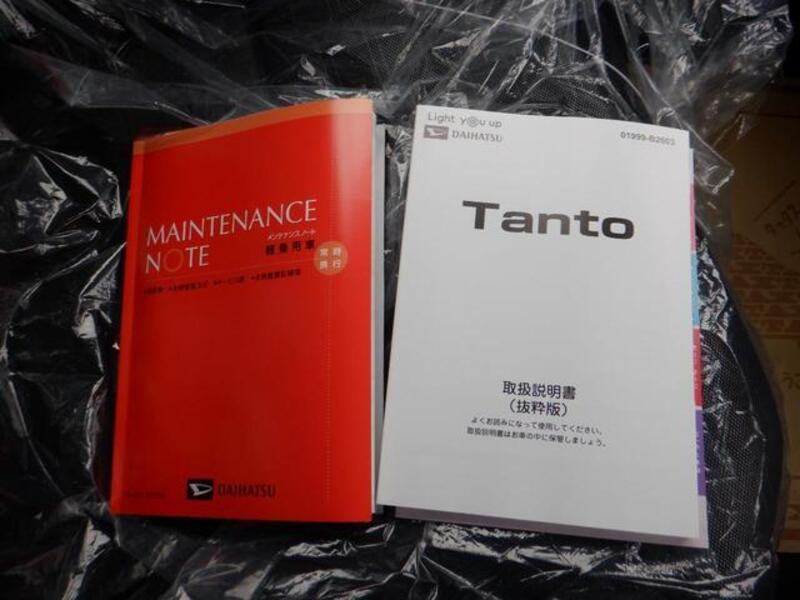 MAINTENANCE
メンテナンスノート
NOTE
軽乗用車
常時
携行
DAIHATSU
Light you up
DAIHATSU
01999-B2603
Tanto
取扱説明書
(抜粋版)
よくお読みになって使用してください。
取扱説明書はお車の中に保管しましょう。